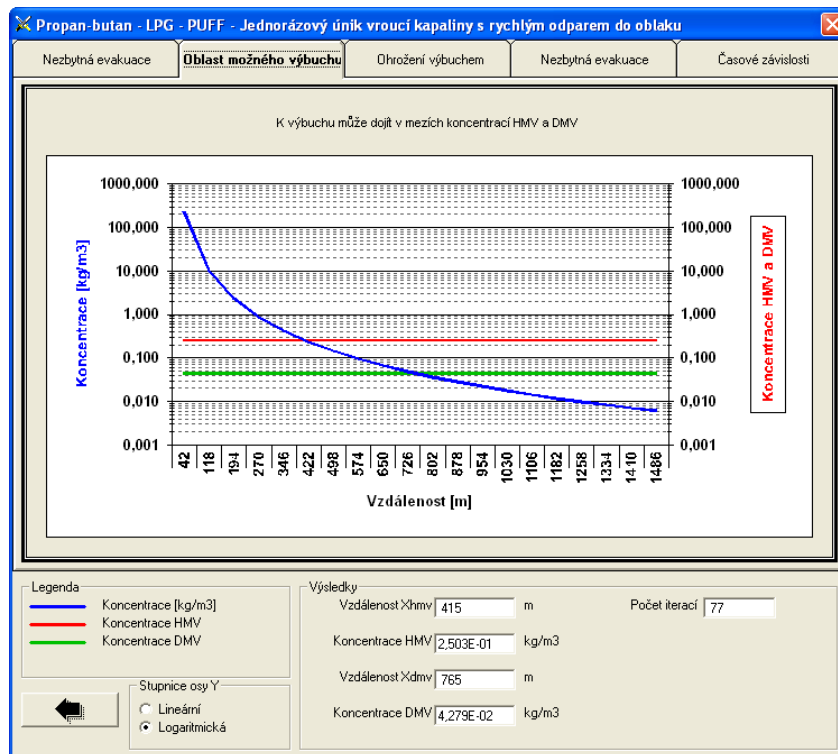 Propan-butan - LPG - PUFF - Jednorázový únik vroucí kapaliny s rychlým odparem do oblaku
Nezbytná evakuace
Oblast možného výbuchu
Ohrožení výbuchem
Nezbytná evakuace
Časové závislosti
K výbuchu může dojít v mezích koncentrací HMV a DMV
Koncentrace [kg/m3]
1000,000
100,000
10,000
1,000
0,100
0,010
0,001
1000,000
100,000
10,000
1,000
0,100
0,010
0,001
Koncentrace HMV a DMV
42 118 194 270 346 422 498 574 650 726 802 878 954 1030 1106 1182 1258 1334 1410 1486
Vzdálenost [m]
Legenda
Koncentrace [kg/m3]
Koncentrace HMV
Koncentrace DMV
Stupnice osy Y
Lineární
Logaritmická
Výsledky
Vzdálenost Xhmv 415 m Počet iterací 77
Koncentrace HMV 2,503E-01 kg/m3
Vzdálenost Xdmv 765 m
Koncentrace DMV 4,279E-02 kg/m3